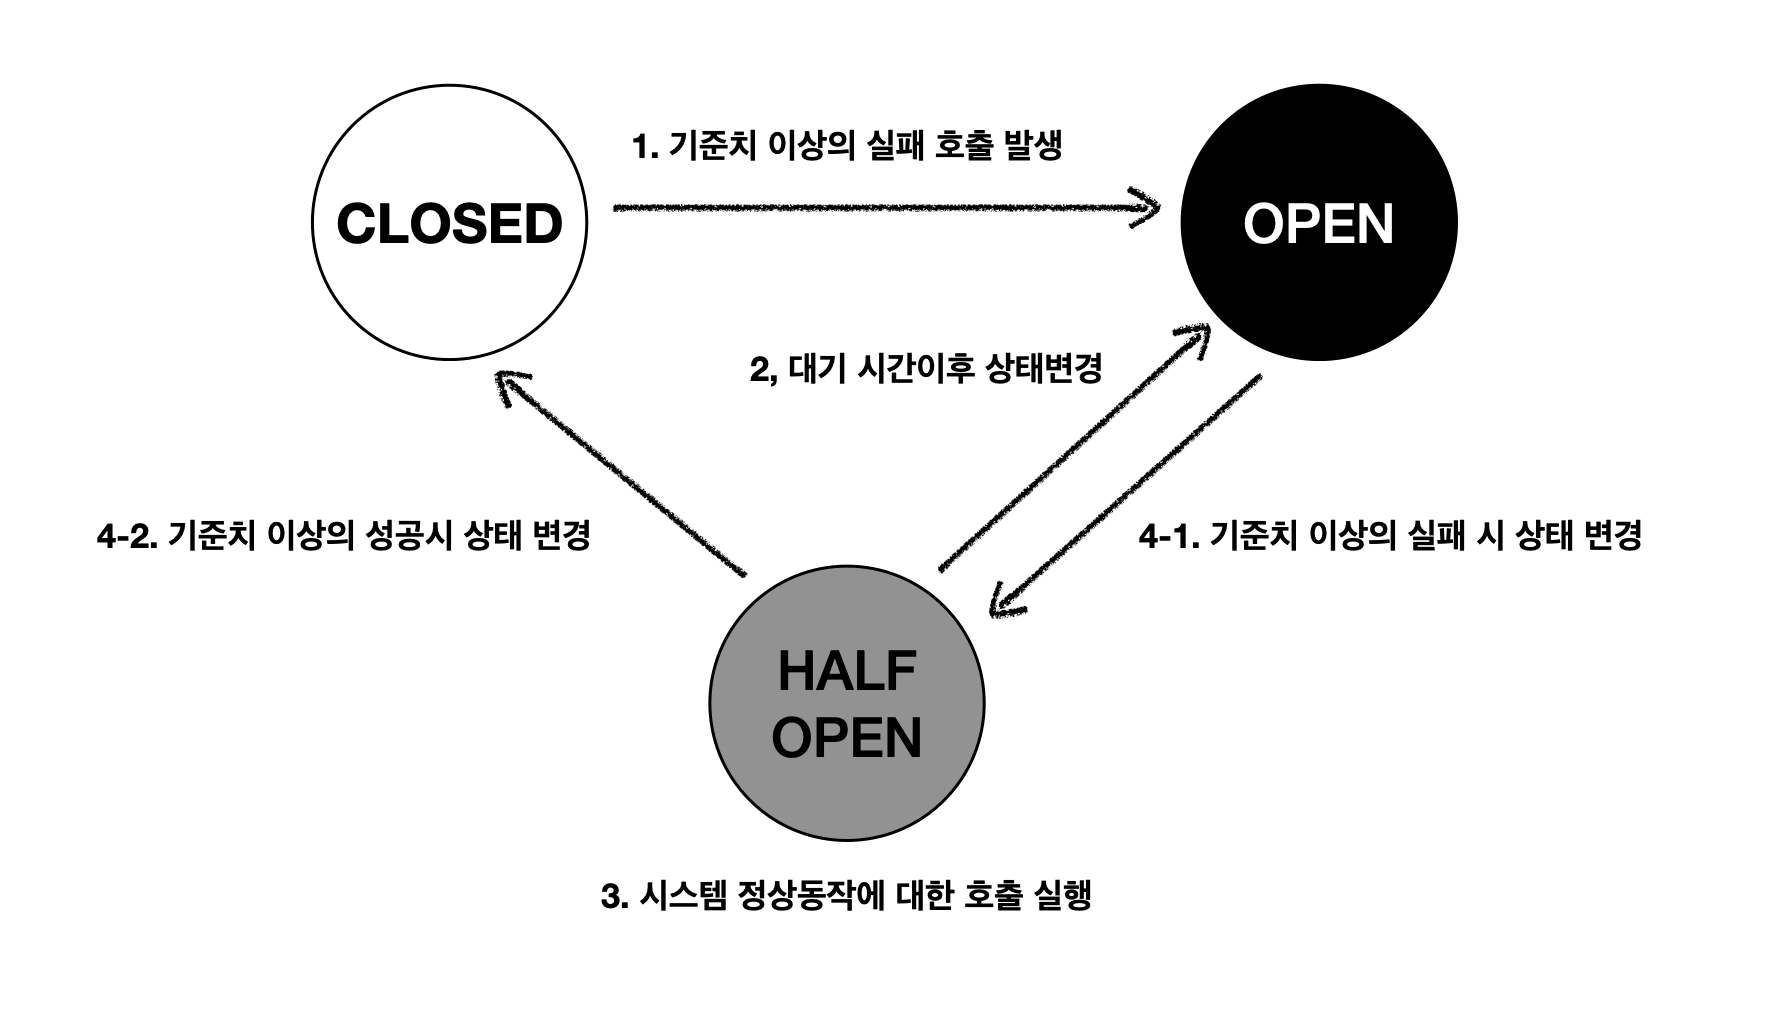 1. 기준치 이상의 실패 호출 발생
CLOSED
OPEN
2, 대기 시간이후 상태변경
4-2. 기준치 이상의 성공시 상태 변경
4-1. 기준치 이상의 실패 시 상태 변경
HALF
OPEN
3. 시스템 정상동작에 대한 호출 실행